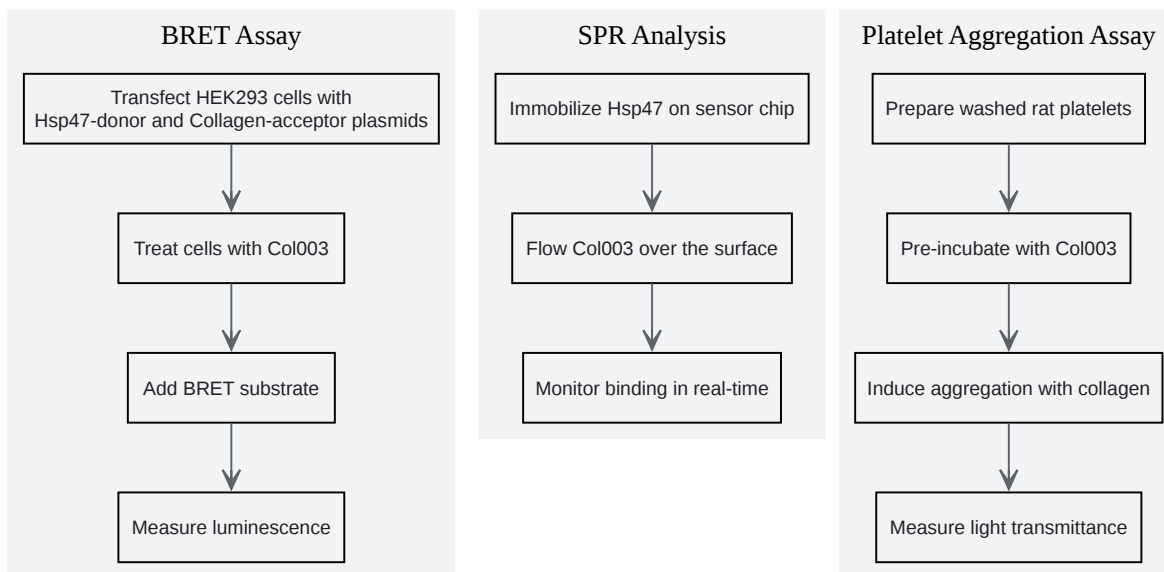 BRET Assay
Transfect HEK293 cells with
Hsp47-donor and Collagen-acceptor plasmids
Treat cells with Col003
Add BRET substrate
Measure luminescence
SPR Analysis
Immobilize Hsp47 on sensor chip
Flow Col003 over the surface
Monitor binding in real-time
Platelet Aggregation Assay
Prepare washed rat platelets
Pre-incubate with Col003
Induce aggregation with collagen
Measure light transmittance